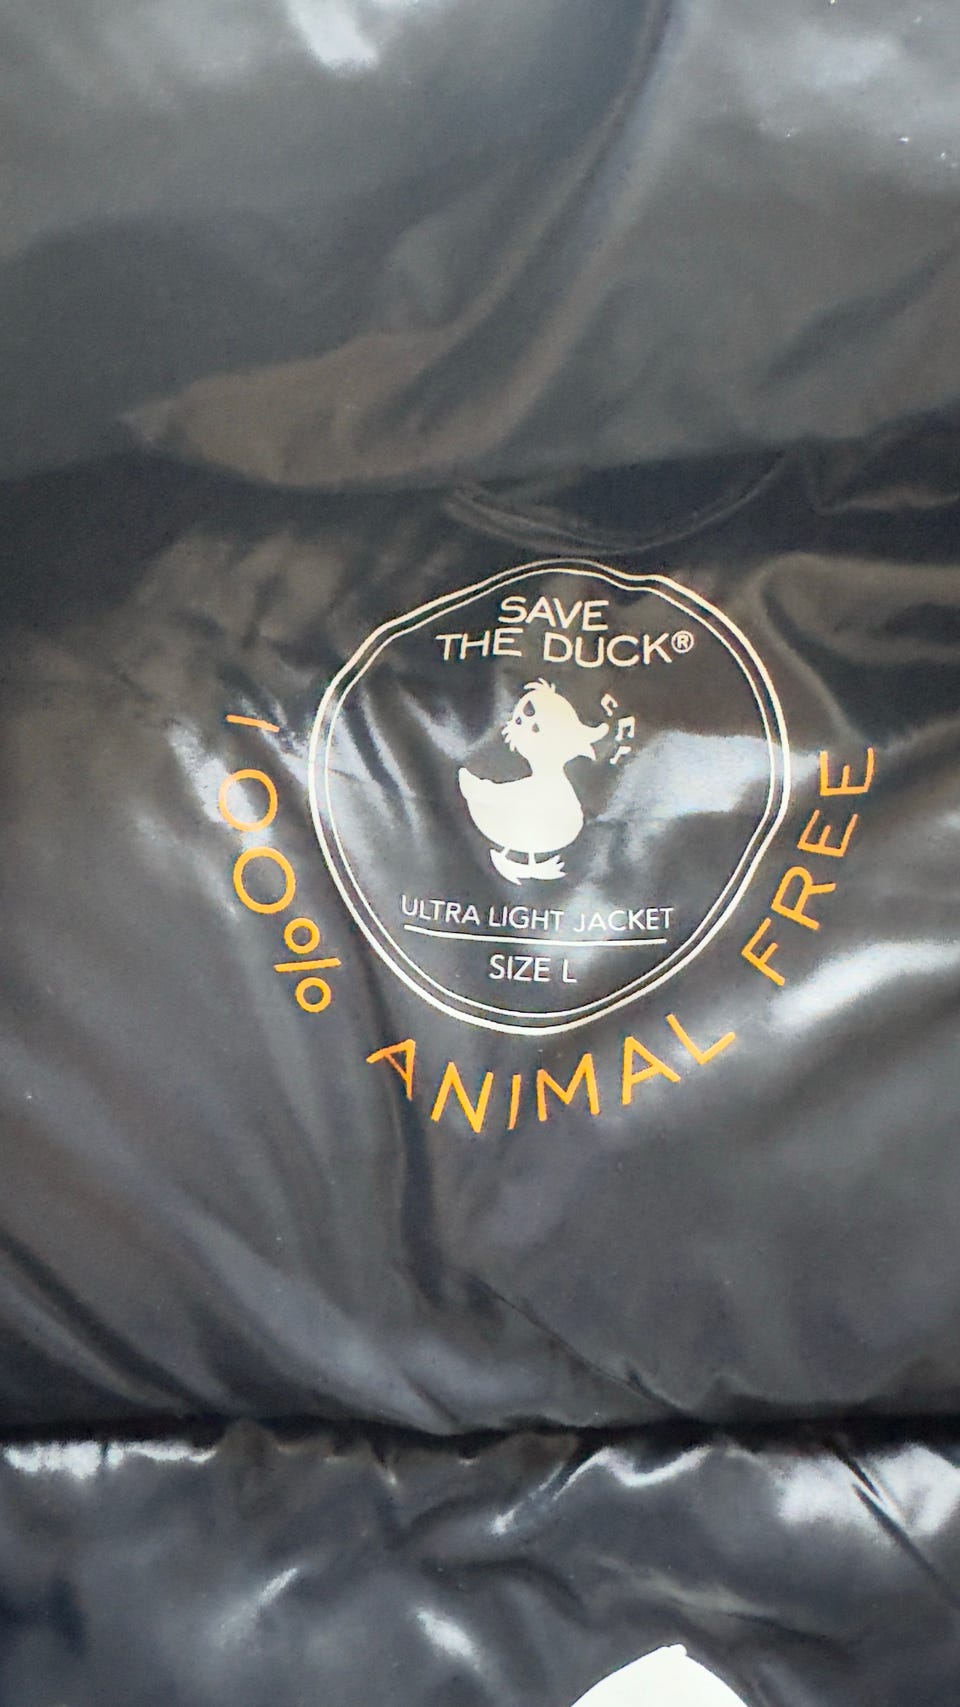 SAVE
THE DUCK®
ULTRA LIGHT JACKET
SIZE L
100% ANIMAL FREE